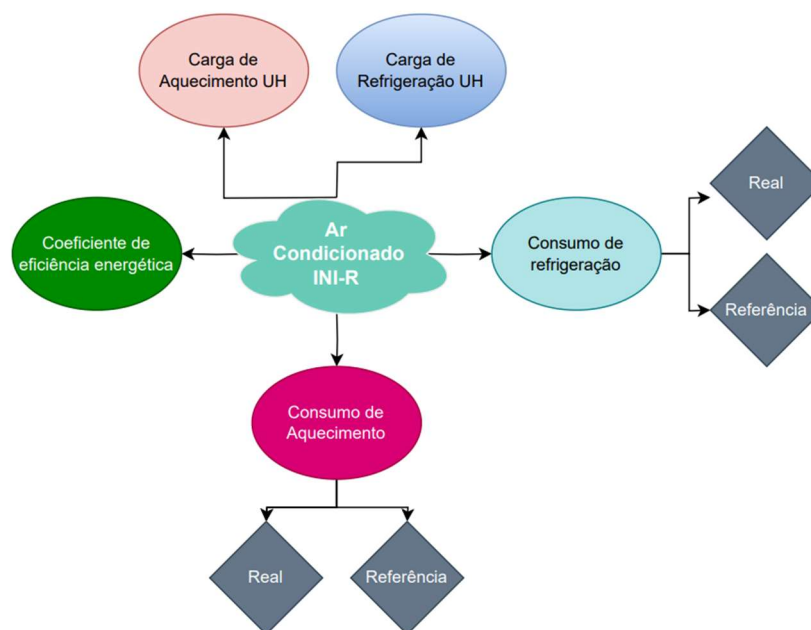 Carga de
Aquecimento UH
Carga de
Refrigeração UH
Real
Coeficiente de
eficiência energética
Ar
Condicionado
INI-R
Consumo de
refrigeração
Referência
Consumo de
Aquecimento
Real
Referência